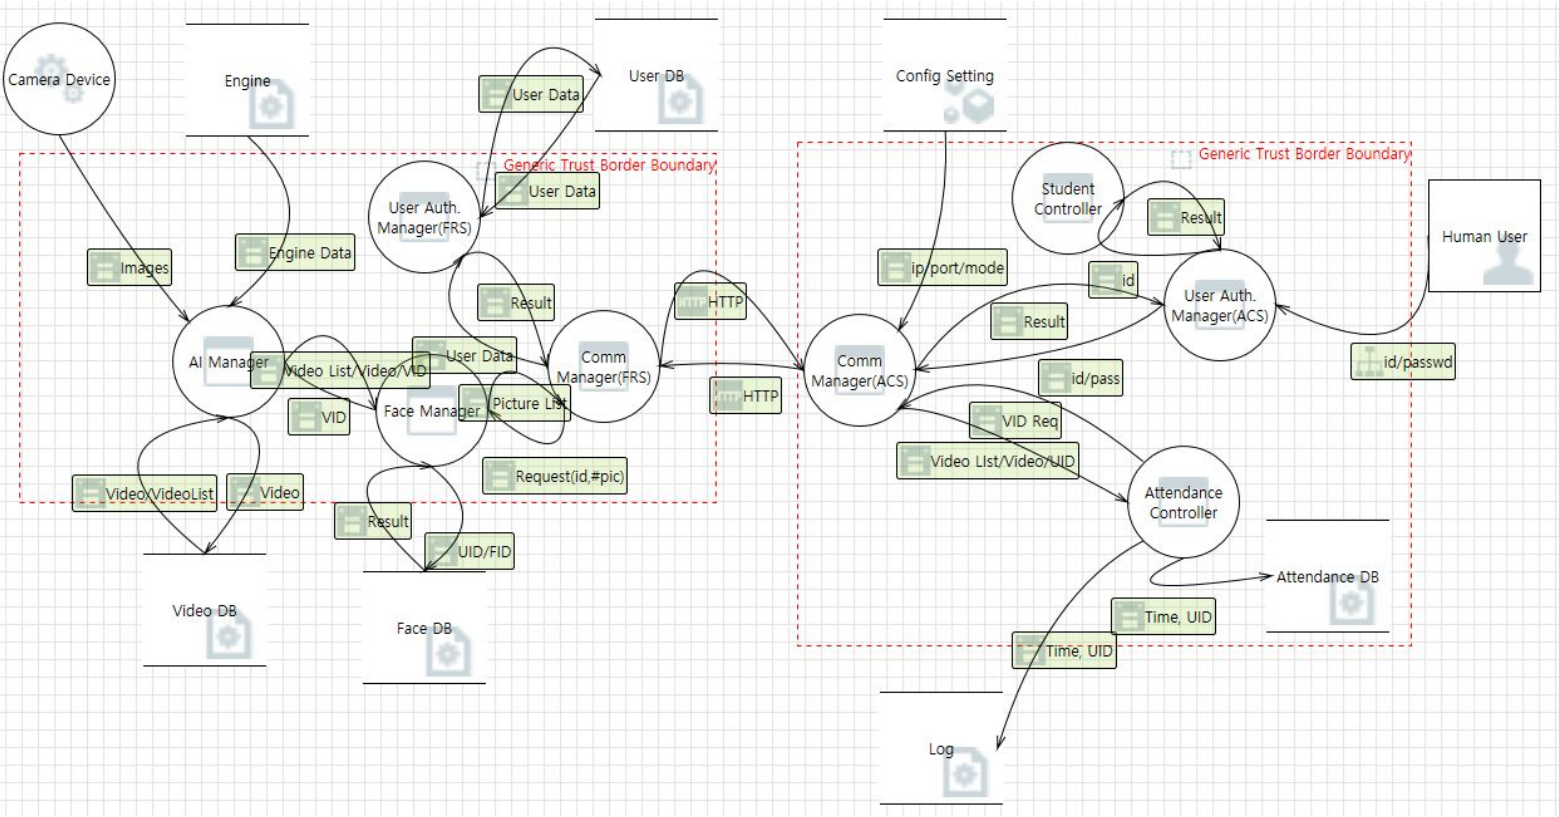 Camera Device
Engine
User DB
Config Setting
User Data
Generic Trust Border Boundary
Generic Trust Border Boundary
User Data
User Auth.
Manager(FRS)
Student
Controller
Result
Human User
Images
Engine Data
ip/port/mode
id
User Auth.
Manager(ACS)
Result
HTTP
Result
AI Manager
Video List/Video/VID
User Data
Comm
Manager(FRS)
Comm
Manager(ACS)
id/passwd
id/pass
HTTP
VID
Face Manager
Picture List
VID Req
Video LIst/Video/UID
Request(id,#pic)
Video/VideoList
Video
Attendance
Controller
Result
UID/FID
Attendance DB
Video DB
Face DB
Time, UID
Time, UID
Log